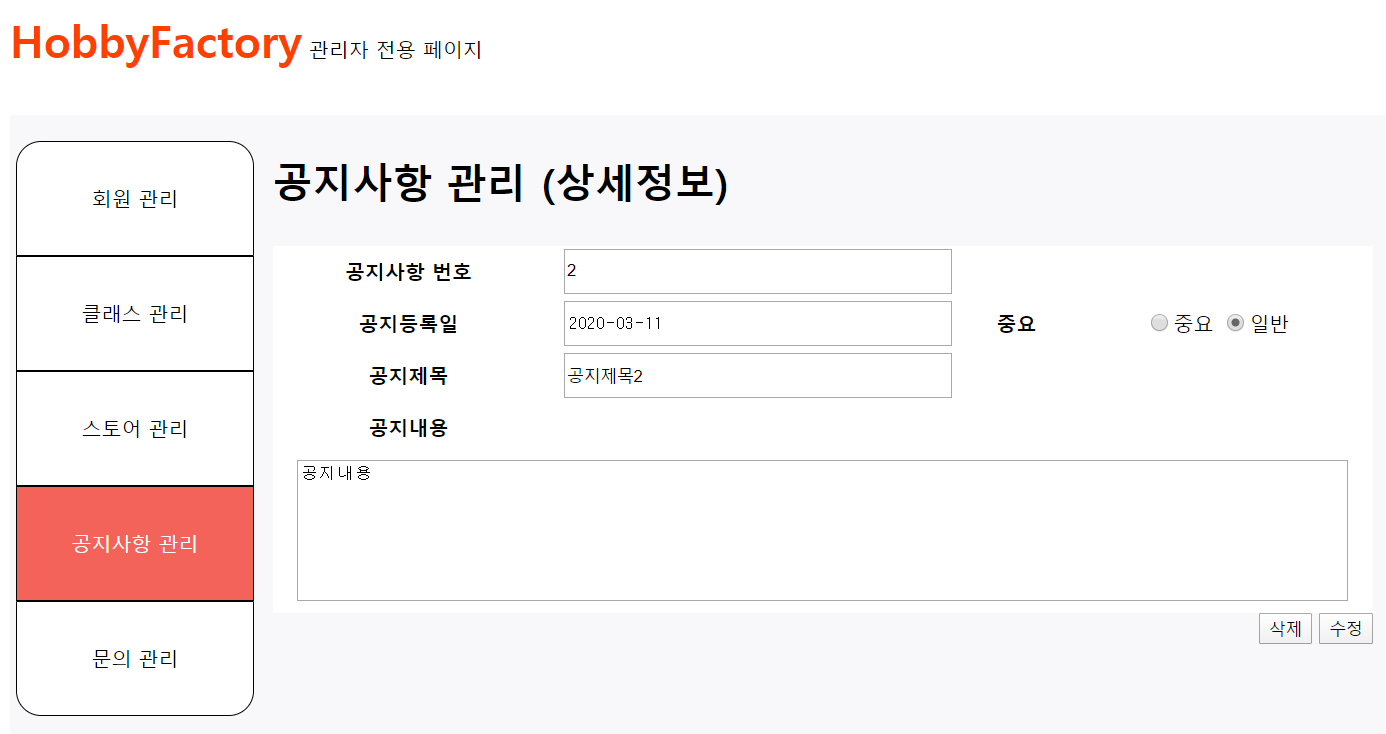 HobbyFactory 관리자 전용 페이지
회원 관리
클래스 관리
스토어 관리
공지사항 관리
문의 관리
공지사항 관리 (상세정보)
공지사항 번호 2
공지등록일 2020-03-11 중요 중요 일반
공지제목 공지제목2
공지내용
공지내용
삭제 수정